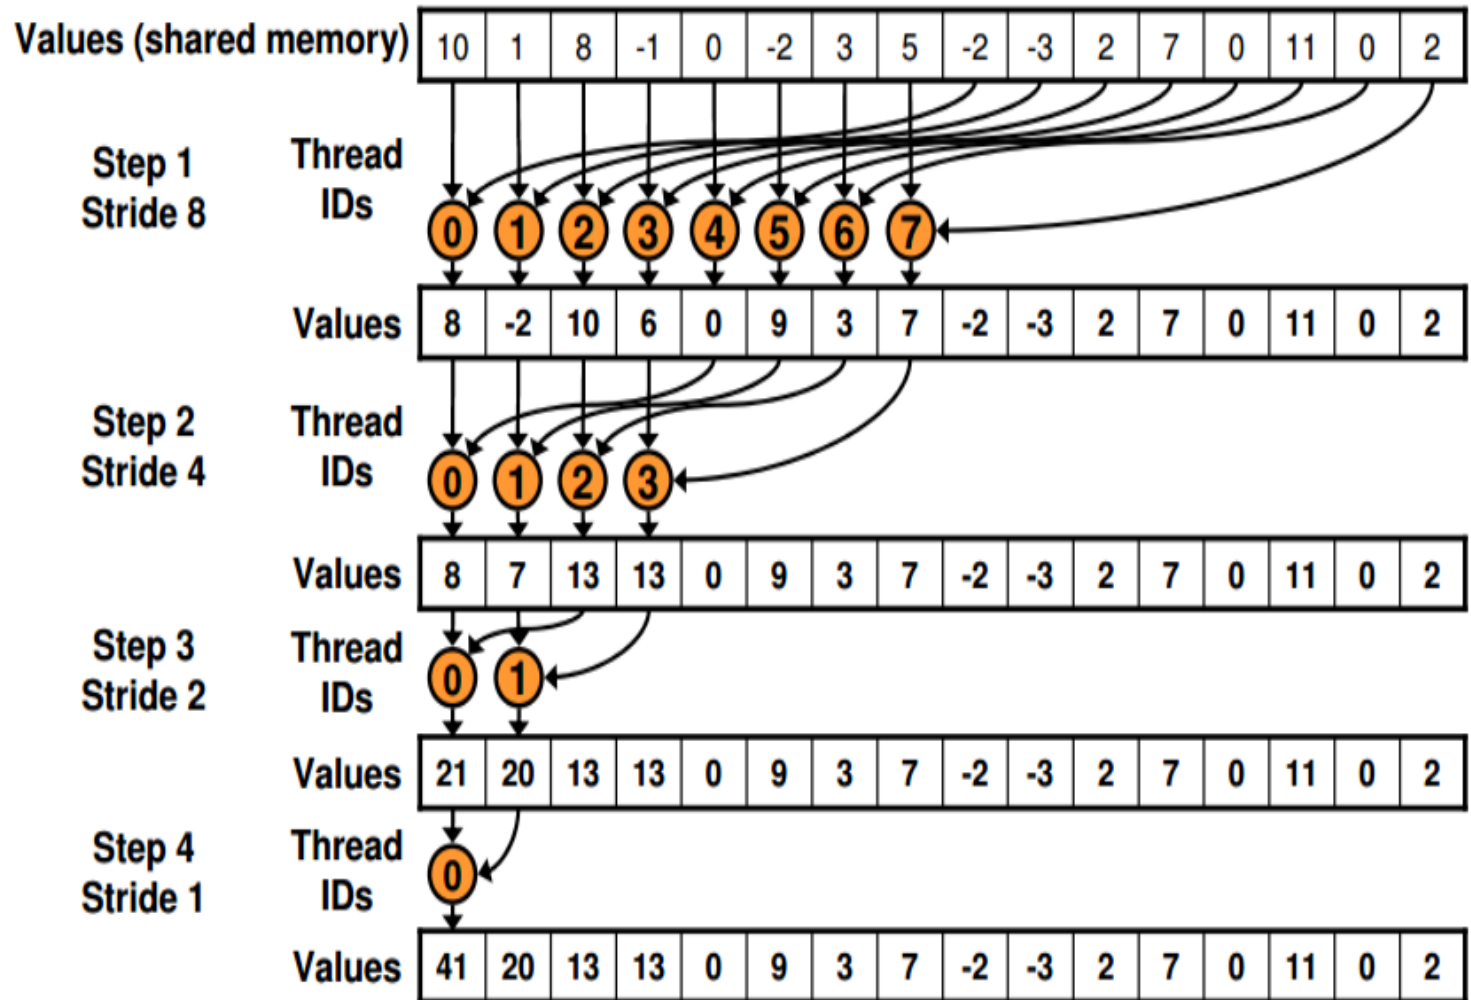 Values (shared memory) 10 1 8 -1 0 -2 3 5 -2 -3 2 7 0 11 0 2
Step 1 Thread
Stride 8 IDs
0 1 2 3 4 5 6 7
Values 8 -2 10 6 0 9 3 7 -2 -3 2 7 0 11 0 2
Step 2 Thread
Stride 4 IDs
0 1 2 3
Values 8 7 13 13 0 9 3 7 -2 -3 2 7 0 11 0 2
Step 3 Thread
Stride 2 IDs
0 1
Values 21 20 13 13 0 9 3 7 -2 -3 2 7 0 11 0 2
Step 4 Thread
Stride 1 IDs
0
Values 41 20 13 13 0 9 3 7 -2 -3 2 7 0 11 0 2